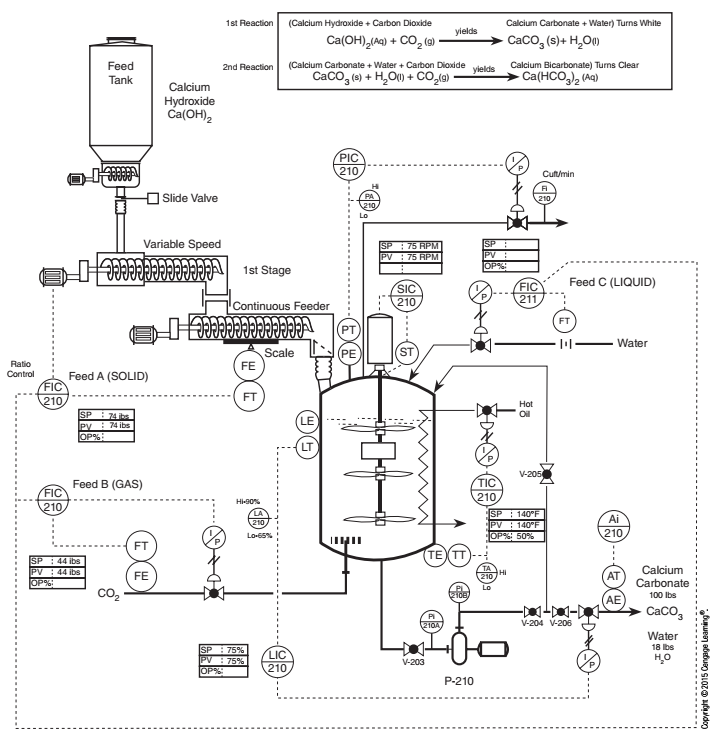 1st Reaction
(Calcium Hydroxide + Carbon Dioxide
yields
Calcium Carbonate + Water) Turns White
Ca(OH)₂(Aq) + CO₂(g)
CaCO₃(s) + H₂O(l)
2nd Reaction
(Calcium Carbonate + Water + Carbon Dioxide
yields
Calcium Bicarbonate) Turns Clear
CaCO₃(s) + H₂O(l) + CO₂(g)
Ca(HCO₃)₂ (Aq)
Feed
Tank
Calcium
Hydroxide
Ca(OH)₂
Slide Valve
Variable Speed
1st Stage
Continuous Feeder
Scale
FE
FT
Ratio
Control
Feed A (SOLID)
FIC
210
SP : 74 lbs
PV : 74 lbs
OP%
Feed B (GAS)
FIC
210
SP : 44 lbs
PV : 44 lbs
OP%
FT
FE
CO₂
I/P
PIC
210
Hi
PA
210
Lo
I/P
Cuft/min
Fi
210
SP : 75 RPM
PV : 75 RPM
SIC
210
SP
PV
OP%
I/P
FIC
211
Feed C (LIQUID)
FT
Water
PT
PE
ST
LE
LT
Hot
Oil
I/P
TIC
210
SP : 140°F
PV : 140°F
OP% : 50%
V-205
Hi•90%
LA
210
Lo•65%
TE
TT
TA
210
Hi
Lo
Ai
210
AT
AE
Calcium
Carbonate
100 lbs
CaCO₃
Water
18 lbs
H₂O
PI
210B
Pi
210A
V-204
V-206
V-203
P-210
I/P
SP : 75%
PV : 75%
OP%
LIC
210
Copyright ©2015 Cengage Learning®.